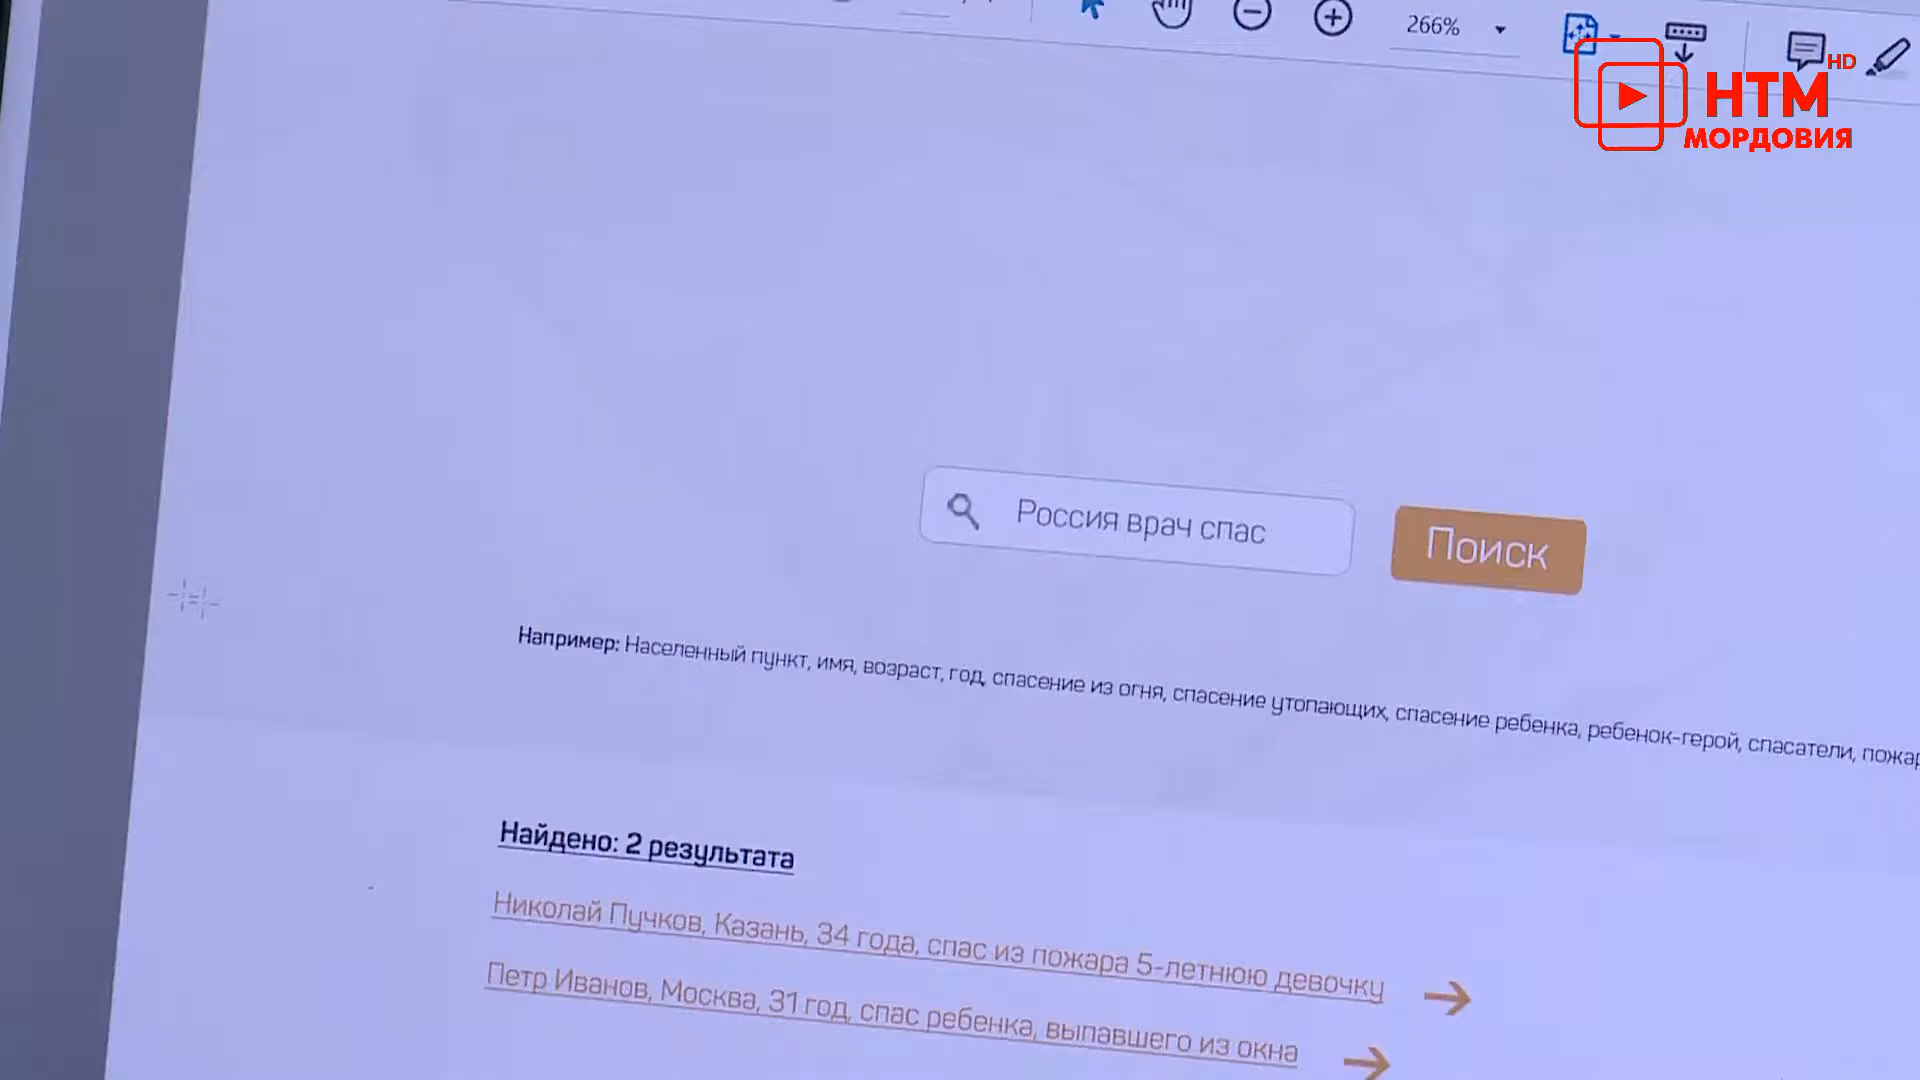 266%
НТМ HD
МОРДОВИЯ
Россия врач спас
Поиск
Например: Населенный пункт, имя, возраст, год, спасение из огня, спасение утопающих, спасение ребенка, ребенок-герой, спасатели,
Найдено: 2 результата
Николай Пучков, Казань, 34 года, спас из пожара 5-летнюю девочку
Петр Иванов, Москва, 31 год, спас ребенка, выпавшего из окна